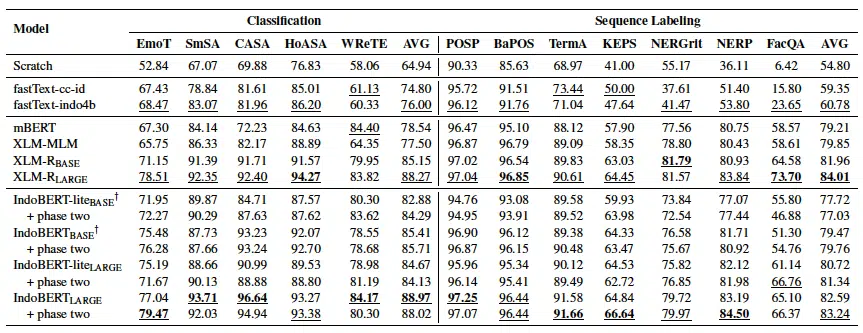 Model Classification Sequence Labeling
EmoT SmSA CASA HoASA WReTE AVG POSP BaPOS TermA KEPS NERGrit NERP FacQA AVG
Scratch 52.84 67.07 69.88 76.83 58.06 64.94 90.33 85.63 68.97 41.00 55.17 36.11 6.42 54.80
fastText-cc-id 67.43 78.84 81.61 85.01 61.13 74.80 95.72 91.51 73.44 50.00 37.61 51.40 15.80 59.35
fastText-indo4b 68.47 83.07 81.96 86.20 60.33 76.00 96.12 91.76 71.04 47.64 41.47 53.80 23.65 60.78
mBERT 67.30 84.14 72.23 84.63 84.40 78.54 96.47 95.10 88.12 57.90 77.56 80.75 58.57 79.21
XLM-MLM 65.75 86.33 82.17 88.89 64.35 77.50 96.87 96.79 89.09 58.35 78.80 80.43 58.61 79.85
XLM-RBASE 71.15 91.39 91.71 91.57 79.95 85.15 97.02 96.54 89.83 63.03 81.79 80.93 64.58 81.96
XLM-RLARGE 78.51 92.35 92.40 94.27 83.82 88.27 97.04 96.85 90.61 64.45 81.57 83.84 73.70 84.01
IndoBERT-liteBASE† 71.95 89.87 84.71 87.57 80.30 82.88 94.76 93.08 89.58 59.93 73.84 77.07 55.80 77.72
+ phase two 72.27 90.29 87.63 87.62 83.62 84.29 94.91 93.91 89.52 63.98 72.54 77.44 46.88 77.03
IndoBERTBASE† 75.48 87.73 93.23 92.07 78.55 85.41 96.90 96.12 89.38 64.33 76.58 81.71 51.30 79.47
+ phase two 76.28 87.66 93.24 92.70 78.68 85.71 96.87 96.15 90.48 63.47 75.67 80.92 54.76 79.76
IndoBERT-liteLARGE 75.19 88.66 90.99 89.53 78.98 84.67 95.96 95.34 90.12 64.53 75.82 82.12 61.14 80.72
+ phase two 71.67 90.13 88.88 88.80 81.19 84.13 96.14 95.41 89.49 62.72 76.85 81.98 66.76 81.34
IndoBERTLARGE 77.04 93.71 96.64 93.27 84.17 88.97 97.25 96.44 91.58 64.84 79.72 83.19 65.10 82.59
+ phase two 79.47 92.03 94.94 93.38 80.30 88.02 97.07 96.44 91.66 66.64 79.97 84.50 66.37 83.24